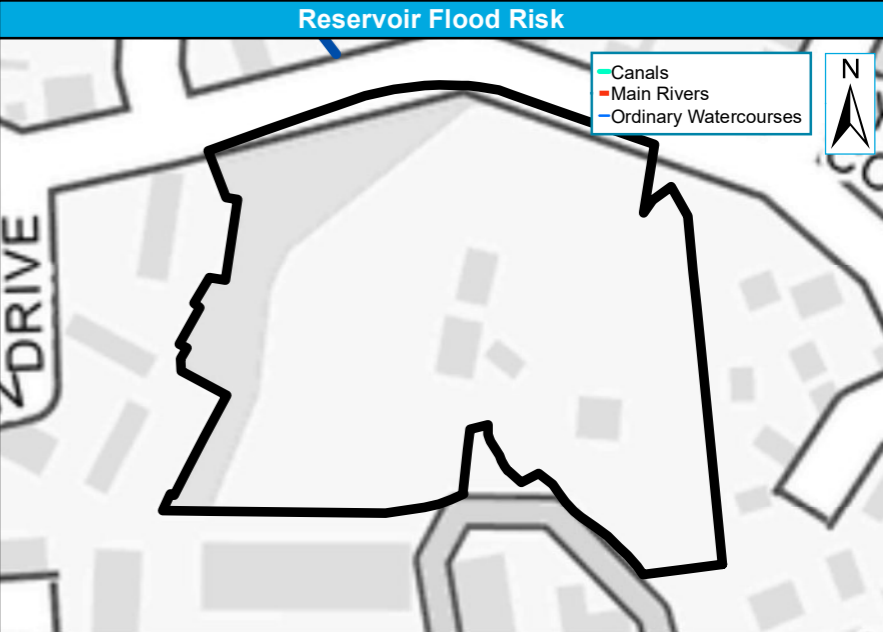 Reservoir Flood Risk
Canals
Main Rivers
Ordinary Watercourses
N
DRIVE